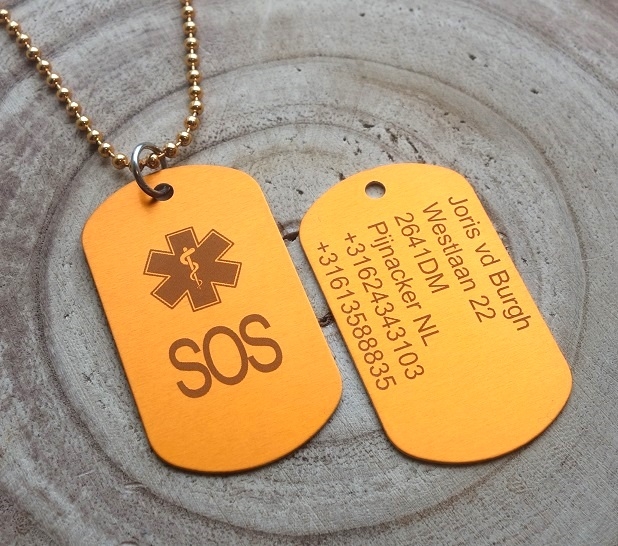 SOS
Joris vd Burgh
Westlaan 22
2641DM
Pijnacker NL
+31624343103
+31613588835